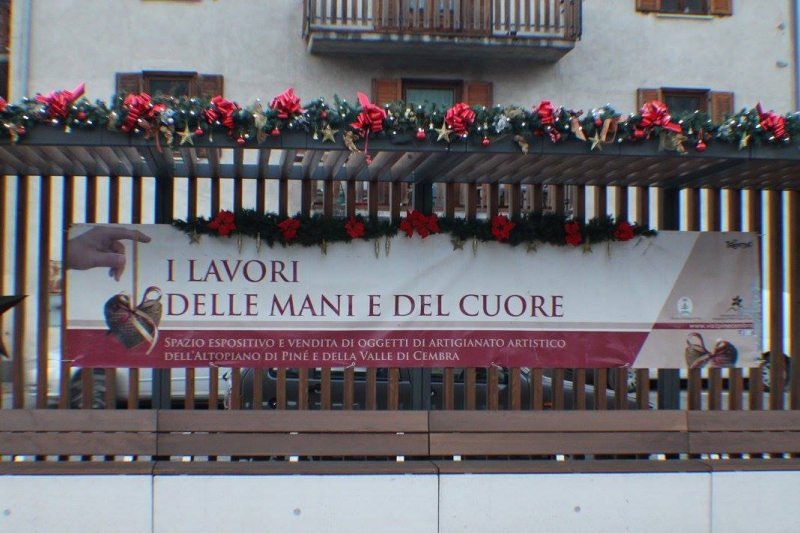 I LAVORI
DELLE MANI E DEL CUORE
SPAZIO ESPOSITIVO E VENDITA DI OGGETTI DI ARTIGIANATO ARTISTICO
DELL'ALTOPIANO DI PINÉ E DELLA VALLE DI CEMBRA